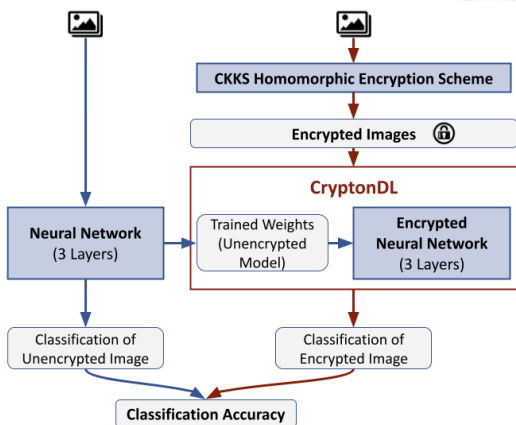 CKKS Homomorphic Encryption Scheme
Encrypted Images
CryptonDL
Neural Network
(3 Layers)
Trained Weights
(Unencrypted
Model)
Encrypted
Neural Network
(3 Layers)
Classification of
Unencrypted Image
Classification of
Encrypted Image
Classification Accuracy